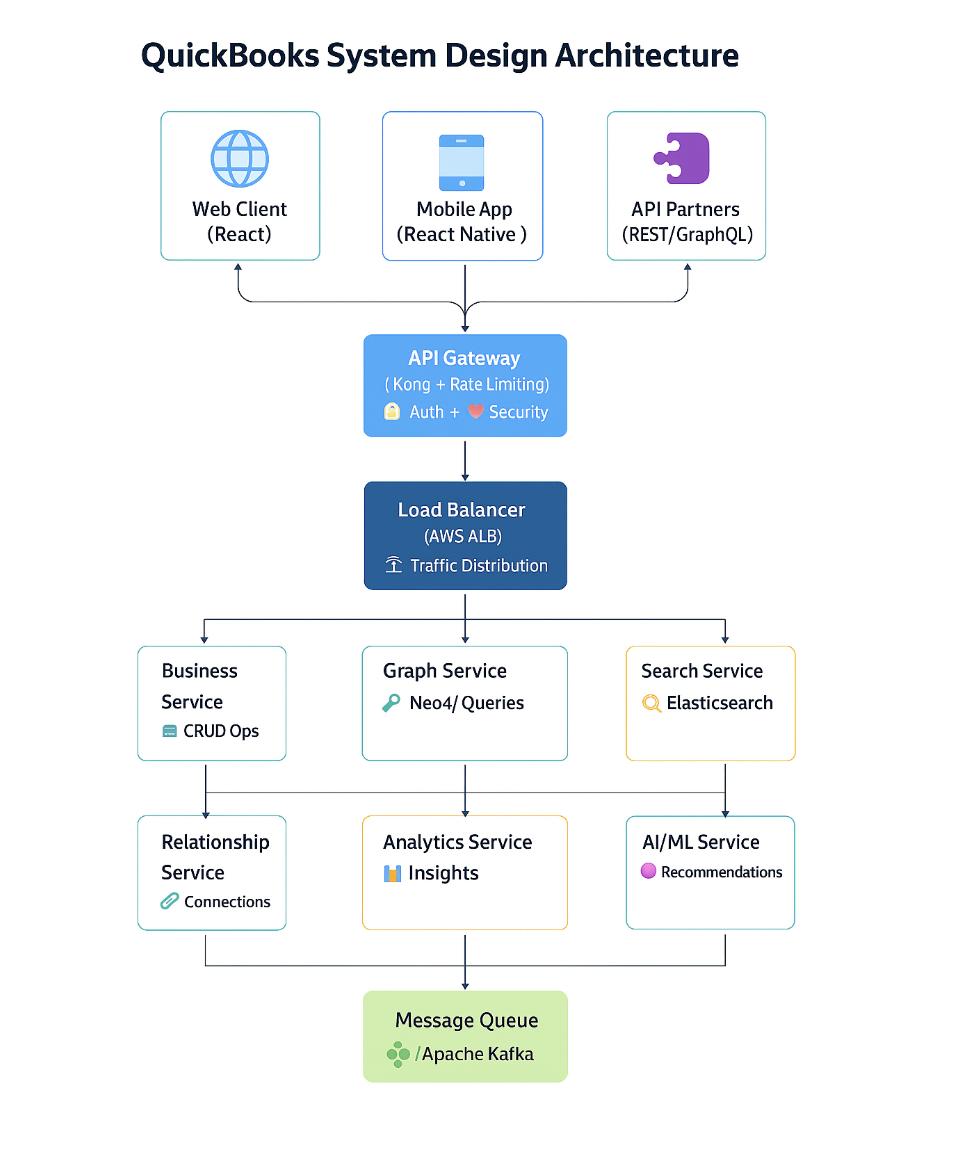 QuickBooks System Design Architecture
Web Client
(React)
Mobile App
(React Native )
API Partners
(REST/GraphQL)
API Gateway
( Kong + Rate Limiting)
Auth + Security
Load Balancer
(AWS ALB)
Traffic Distribution
Business
Service
CRUD Ops
Graph Service
Neo4/ Queries
Search Service
Elasticsearch
Relationship
Service
Connections
Analytics Service
Insights
AI/ML Service
Recommendations
Message Queue
/Apache Kafka